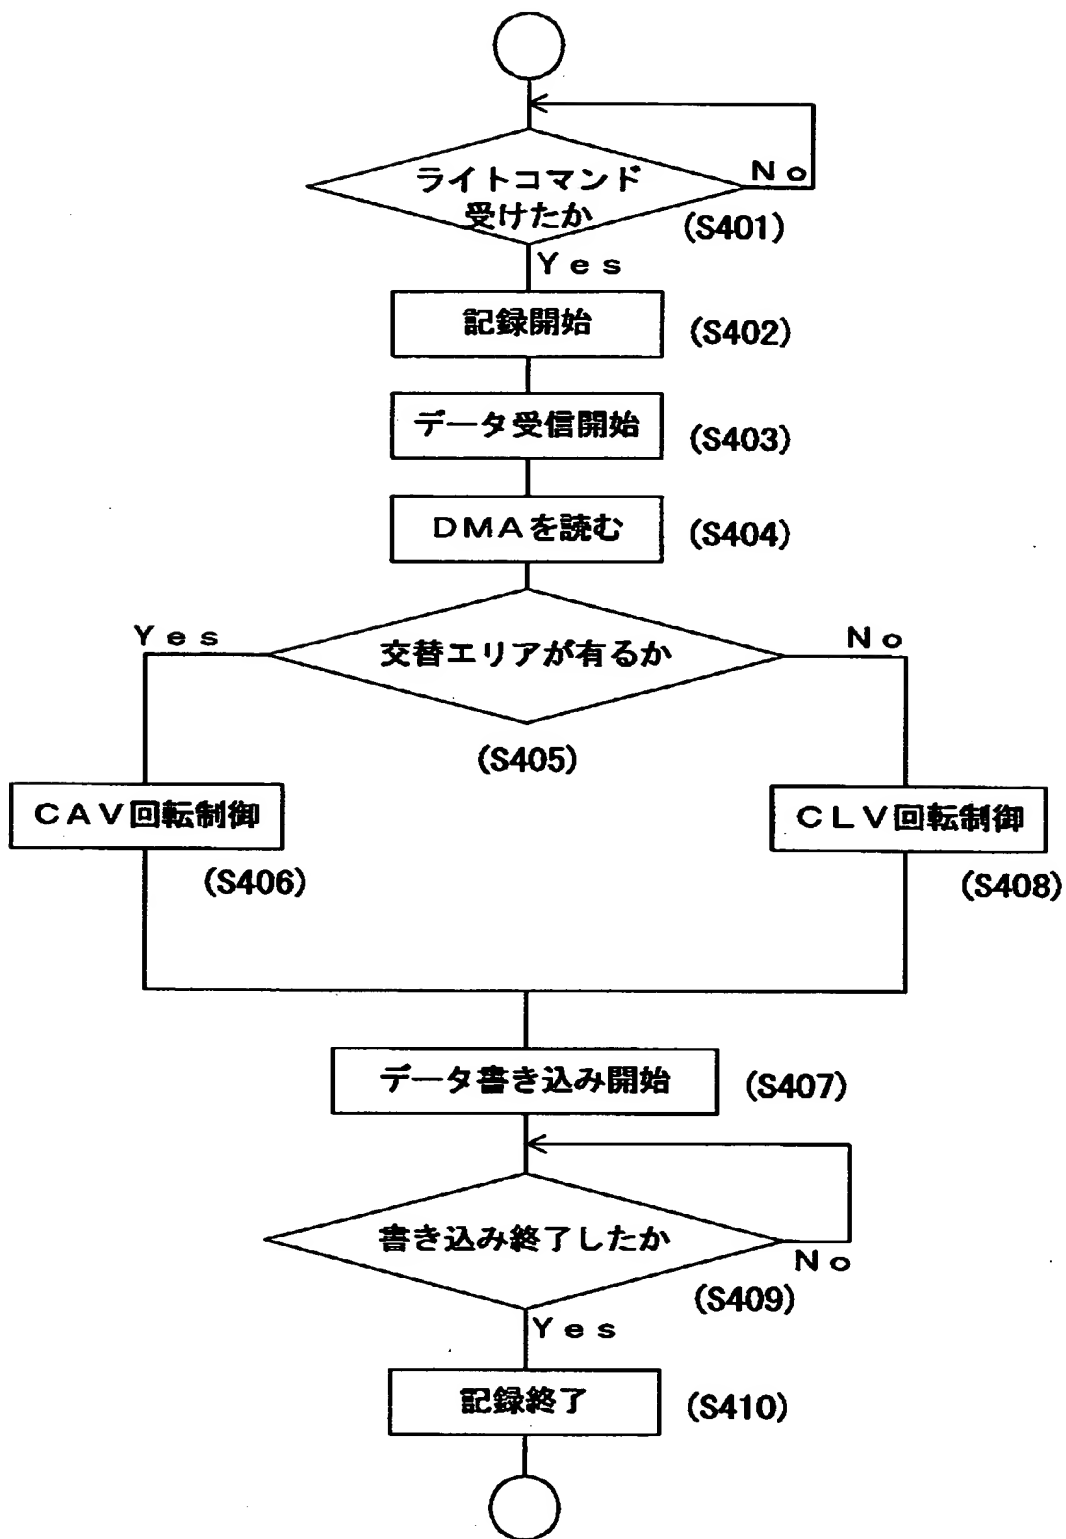 ライトコマンド
受けたか
No
(S401)
Yes
記録開始
(S402)
データ受信開始
(S403)
DMAを読む
(S404)
Yes
交替エリアが有るか
No
(S405)
CAV回転制御
(S406)
CLV回転制御
(S408)
データ書き込み開始
(S407)
書き込み終了したか
No
(S409)
Yes
記録終了
(S410)